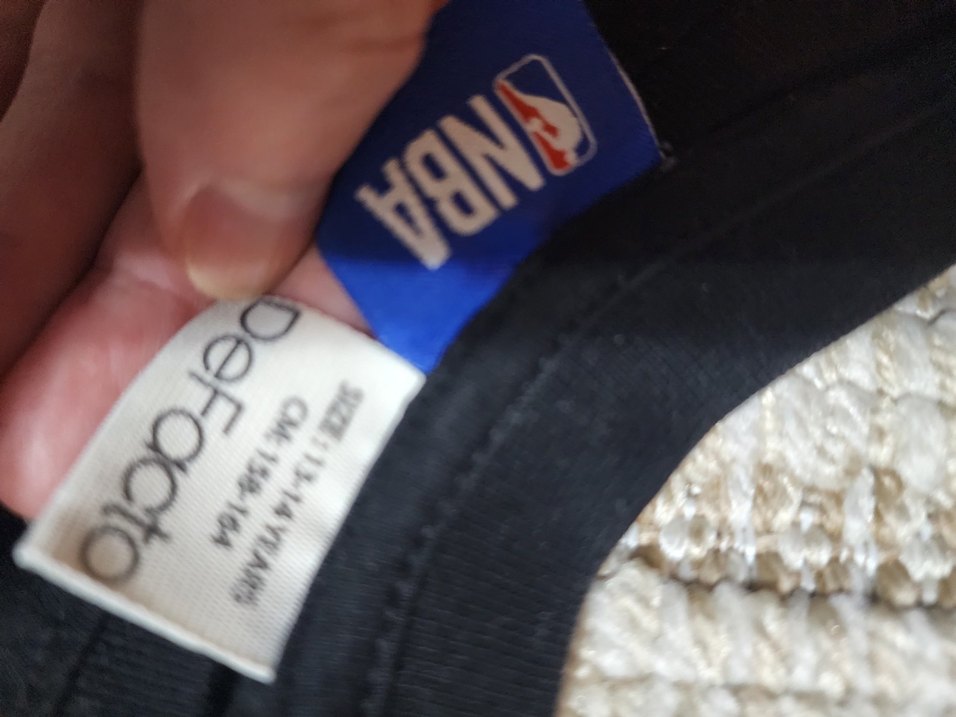 NBA
DeFacto
SIZE: 13-14 YEARS
CM: 158-164